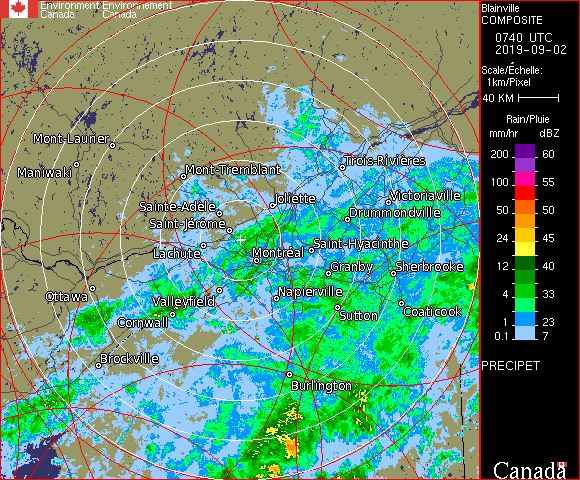 Environment Environnement
Canada Canada
Blainville
COMPOSITE
0740 UTC
2019-09-02
Scale/Échelle:
1km/Pixel
40 KM
Rain/Pluie
mm/hr dBZ
200 60
100 55
50 50
24 45
12 40
4 33
1 23
0.1 7
PRECIPET
Mont-Laurier
Maniwaki
Mont-Tremblant
Trois-Rivières
Joliette
Victoriaville
Sainte-Adèle
Drummondville
Saint-Jérôme
Lachute
Montréal
Saint-Hyacinthe
Granby
Sherbrooke
Ottawa
Valleyfield
Napierville
Cornwall
Sutton
Coaticook
Brockville
Burlington
Canada